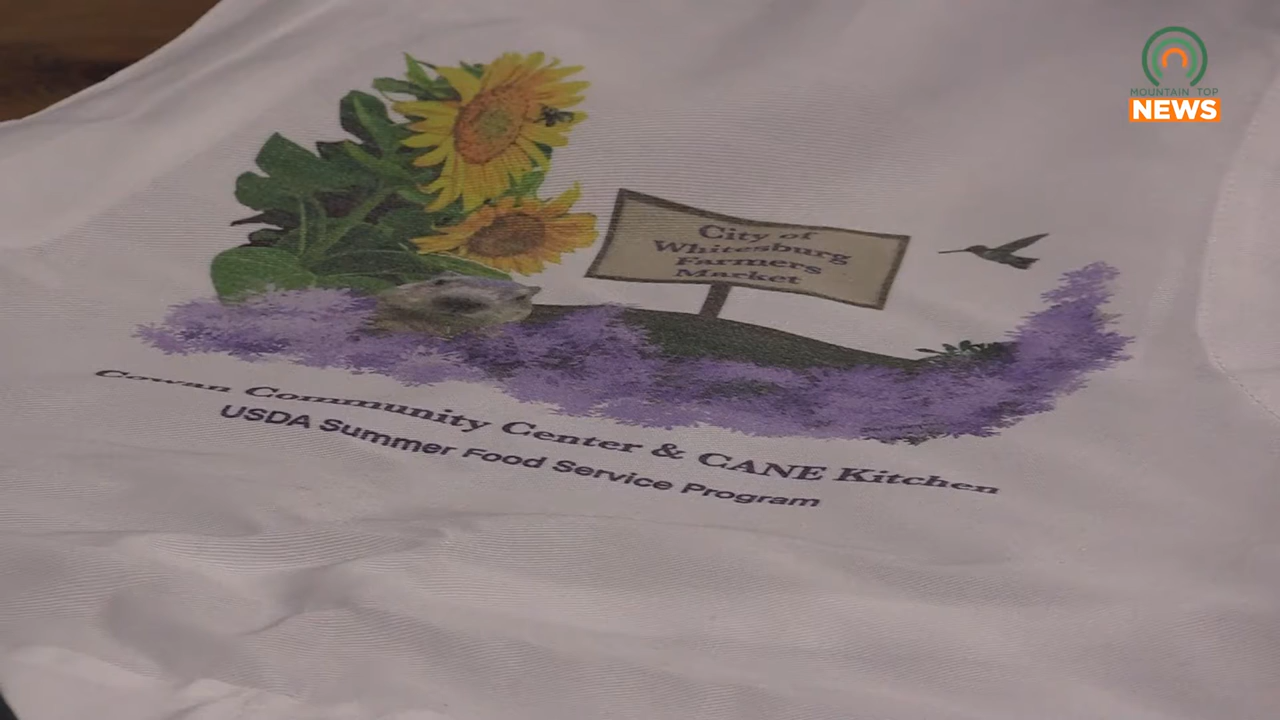 MOUNTAIN TOP
NEWS
City of
Whitesburg
Farmers
Market
Cowan Community Center & CANE Kitchen
USDA Summer Food Service Program